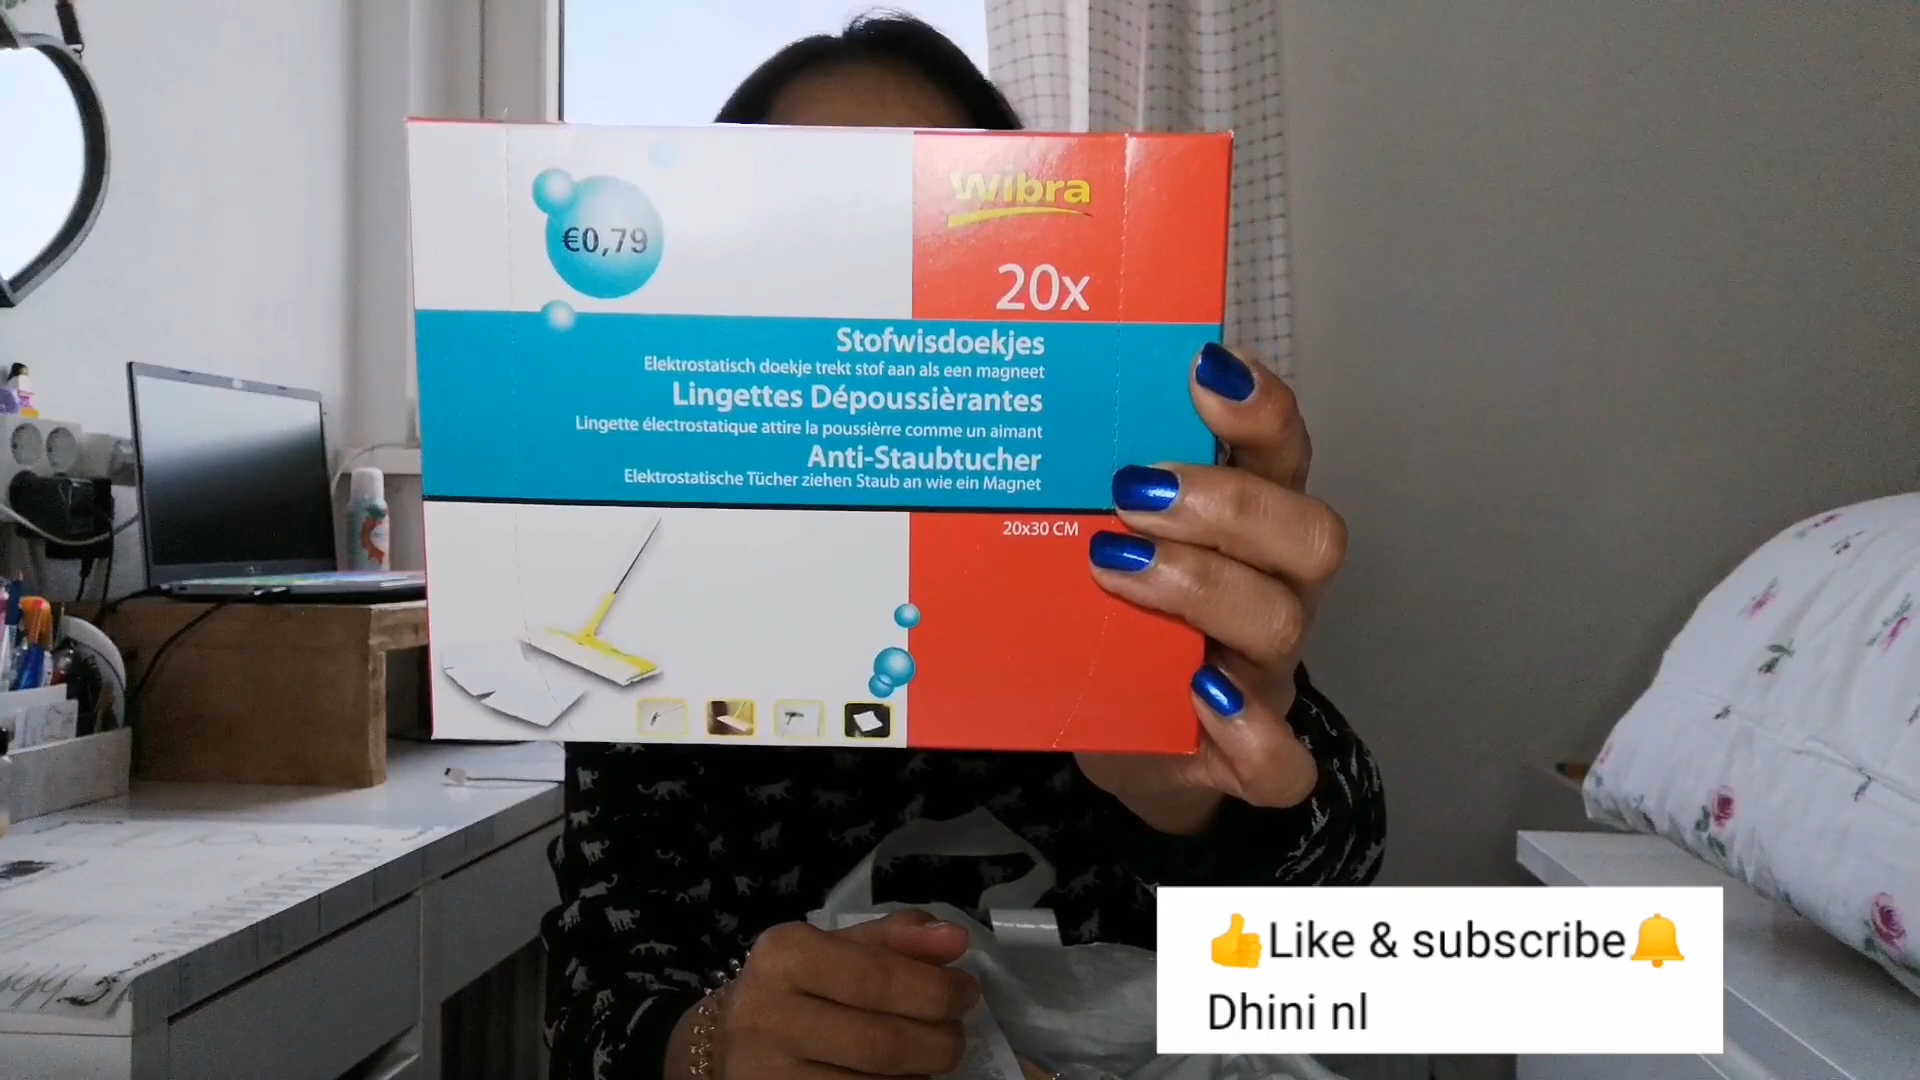 Wibra
€0,79
20x
Stofwisdoekjes
Elektrostatisch doekje trekt stof aan als een magneet
Lingettes Dépoussièrantes
Lingette électrostatique attire la poussièrre comme un aimant
Anti-Staubtucher
Elektrostatische Tücher ziehen Staub an wie ein Magnet
20x30 CM
👍Like & subscribe🔔
Dhini nl